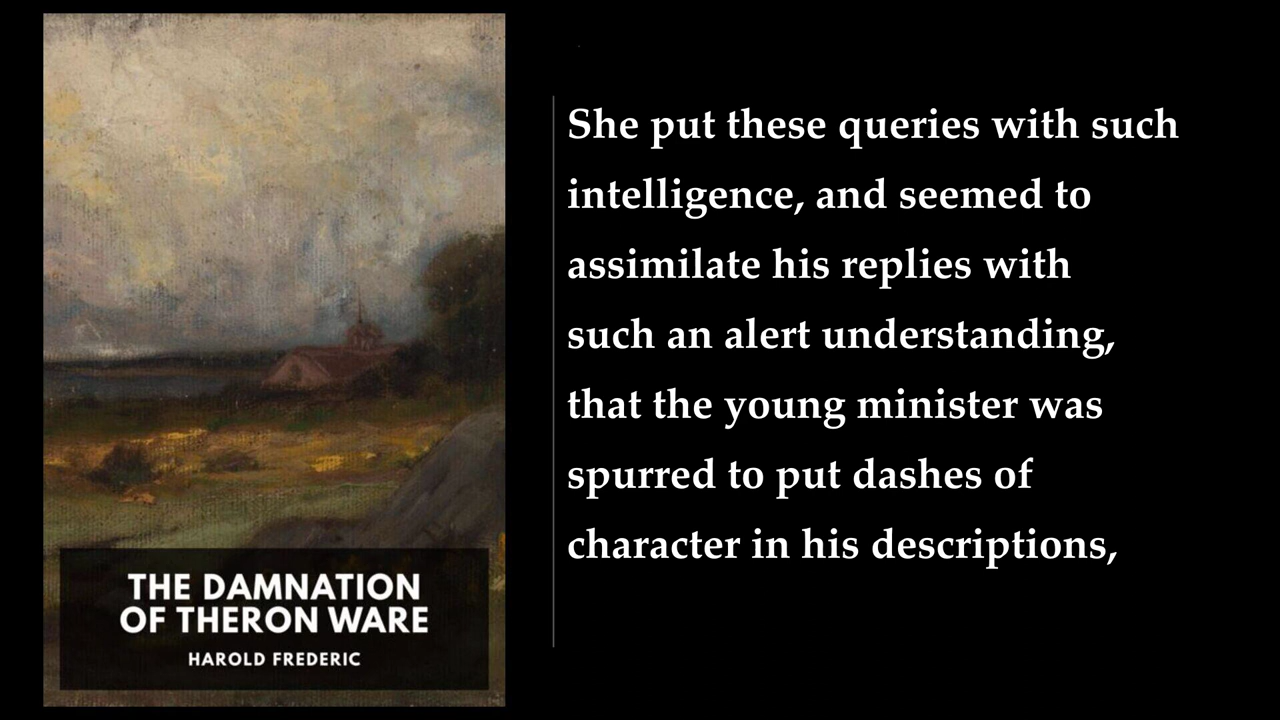 She put these queries with such
intelligence, and seemed to
assimilate his replies with
such an alert understanding,
that the young minister was
spurred to put dashes of
character in his descriptions,
THE DAMNATION
OF THERON WARE
HAROLD FREDERIC